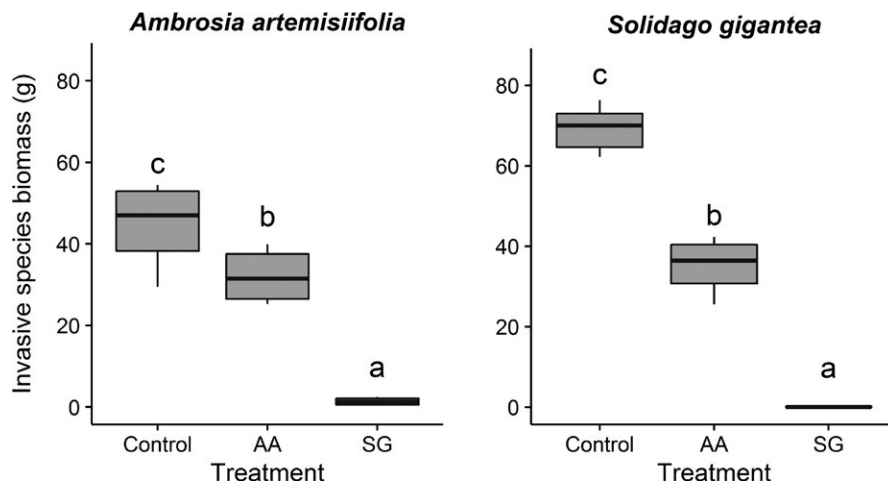 Ambrosia artemisiifolia
Invasive species biomass (g)
80
60
40
20
0
c
b
a
Control AA SG
Treatment
Solidago gigantea
80
60
40
20
0
c
b
a
Control AA SG
Treatment